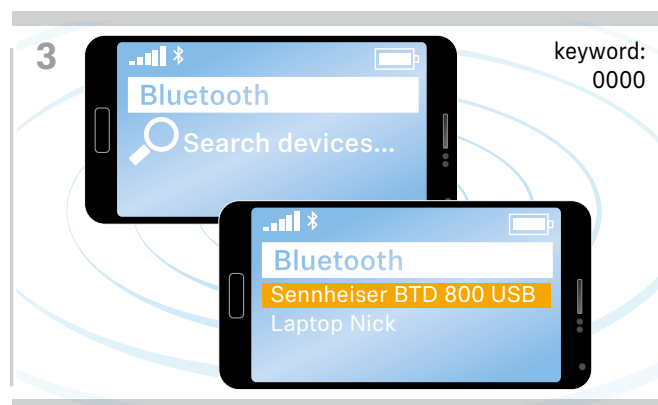 3
keyword:
0000
Bluetooth
Search devices...
Bluetooth
Sennheiser BTD 800 USB
Laptop Nick